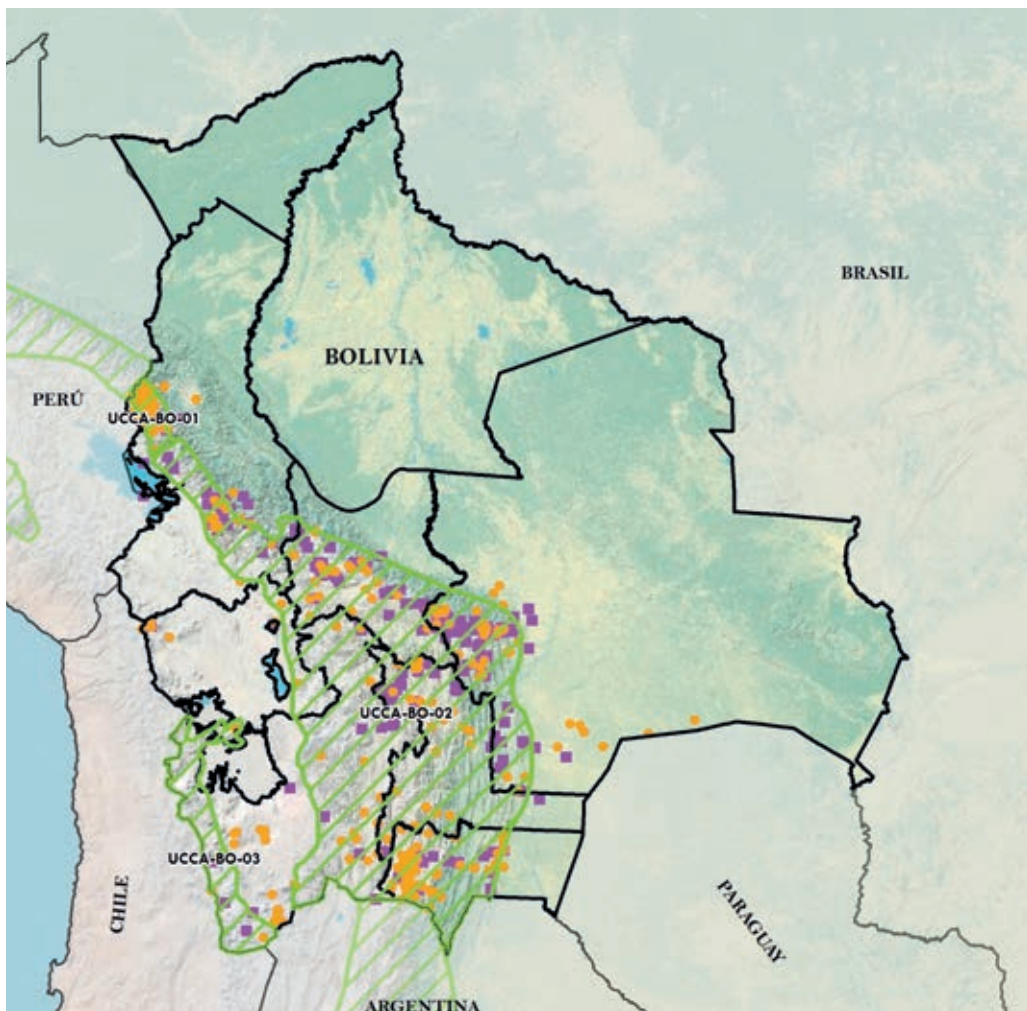 BRASIL
BOLIVIA
PERÚ
UCCA-BO-01
UCCA-BO-02
UCCA-BO-03
CHILE
PARAGUAY
ARGENTINA